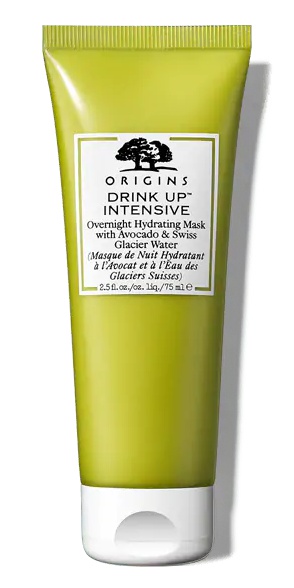 ORIGINS
DRINK UP™
INTENSIVE
Overnight Hydrating Mask
with Avocado & Swiss
Glacier Water
(Masque de Nuit Hydratant
à l'Avocat et à l'Eau des
Glaciers Suisses)
2.5 fl.oz./oz. liq./75 ml ℮